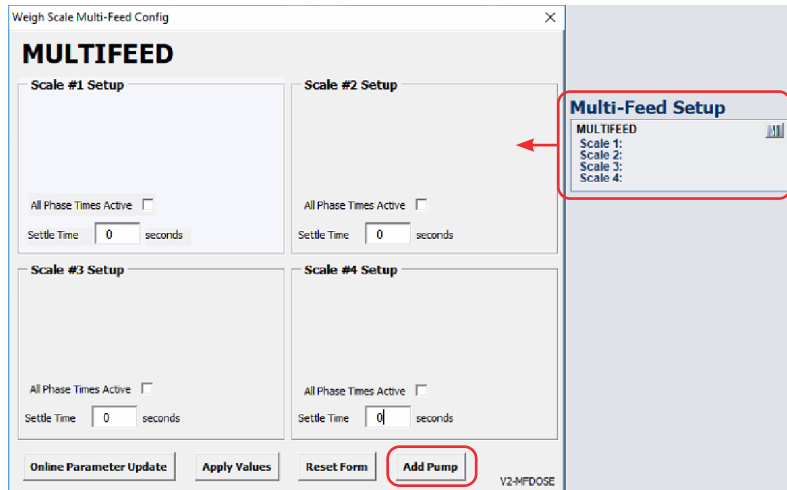 Weigh Scale Multi-Feed Config
MULTIFEED
Scale #1 Setup
All Phase Times Active
Settle Time 0 seconds
Scale #2 Setup
All Phase Times Active
Settle Time 0 seconds
Scale #3 Setup
All Phase Times Active
Settle Time 0 seconds
Scale #4 Setup
All Phase Times Active
Settle Time 0 seconds
Online Parameter Update Apply Values Reset Form Add Pump
V2-MFDOSE
Multi-Feed Setup
MULTIFEED
Scale 1:
Scale 2:
Scale 3:
Scale 4: